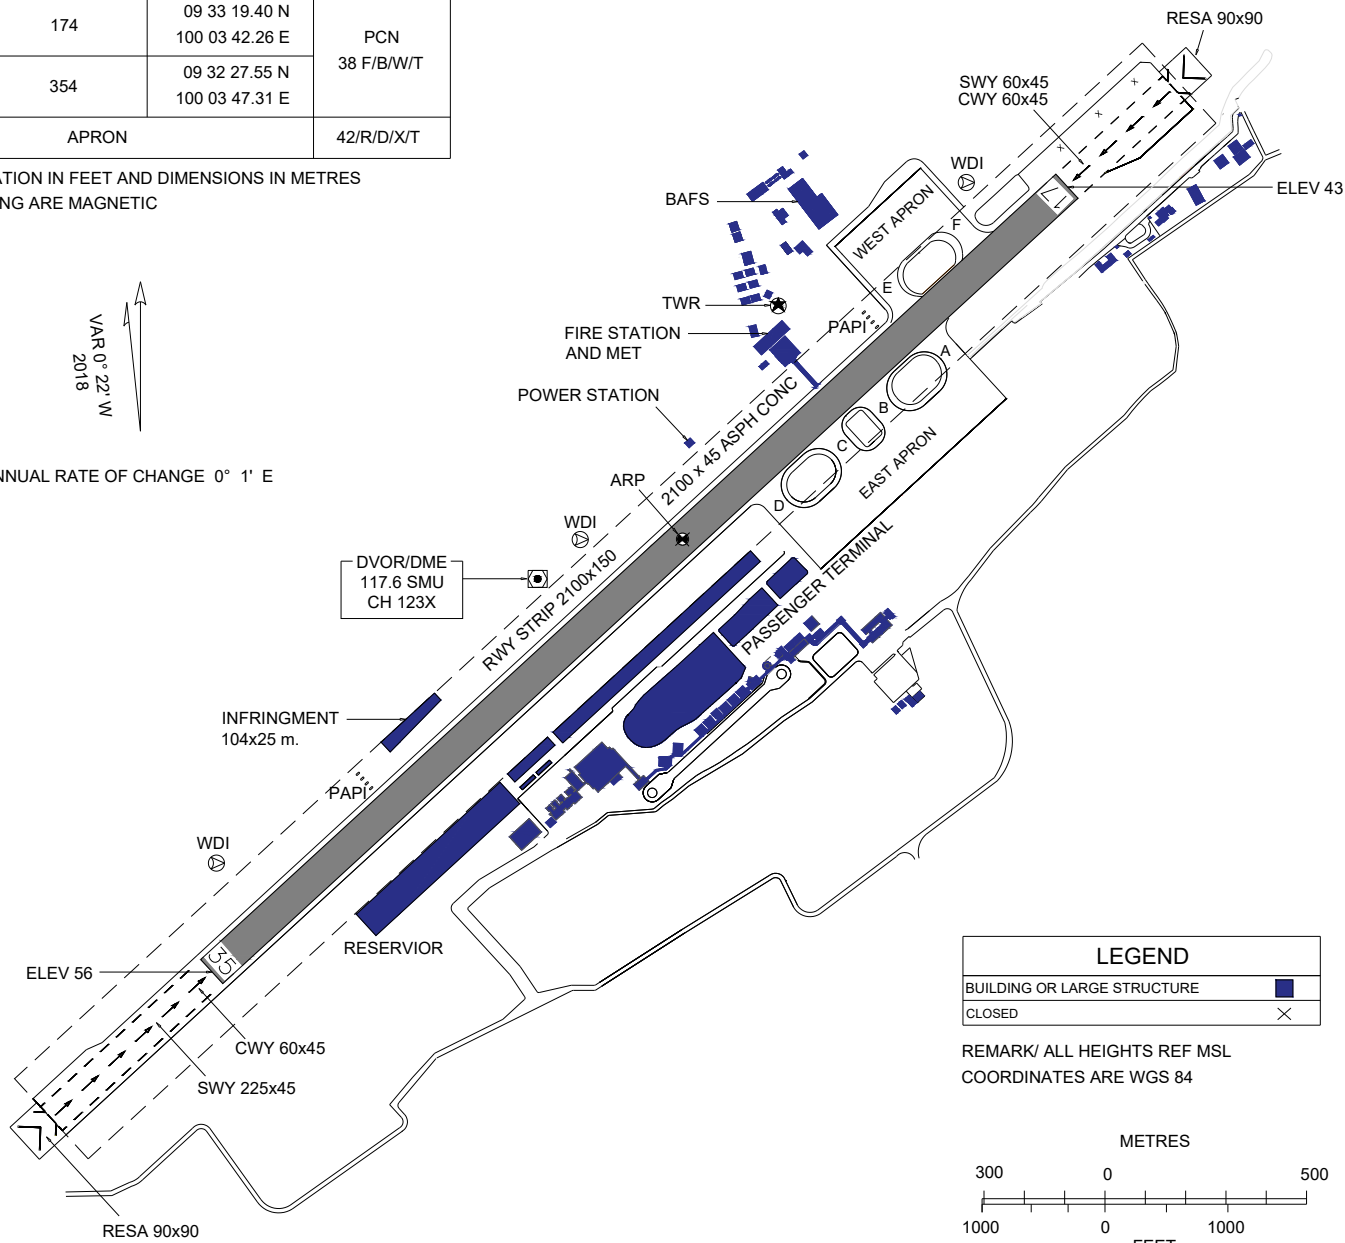 174
09 33 19.40 N
100 03 42.26 E
PCN
38 F/B/W/T
354
09 32 27.55 N
100 03 47.31 E
APRON
42/R/D/X/T
ATION IN FEET AND DIMENSIONS IN METRES
NG ARE MAGNETIC
VAR 0° 22' W
2018
NNUAL RATE OF CHANGE 0° 1' E
RESA 90x90
SWY 60x45
CWY 60x45
WDI
ELEV 43
BAFS
WEST APRON
F
E
TWR
PAPI
FIRE STATION
AND MET
A
B
C
D
POWER STATION
2100 x 45 ASPH CONC
EAST APRON
ARP
WDI
DVOR/DME
117.6 SMU
CH 123X
RWY STRIP 2100x150
PASSENGER TERMINAL
INFRINGMENT
104x25 m.
PAPI
WDI
RESERVIOR
35
ELEV 56
CWY 60x45
SWY 225x45
RESA 90x90
LEGEND
BUILDING OR LARGE STRUCTURE
CLOSED
REMARK/ ALL HEIGHTS REF MSL
COORDINATES ARE WGS 84
METRES
300 0 500
1000 0 1000
FEET